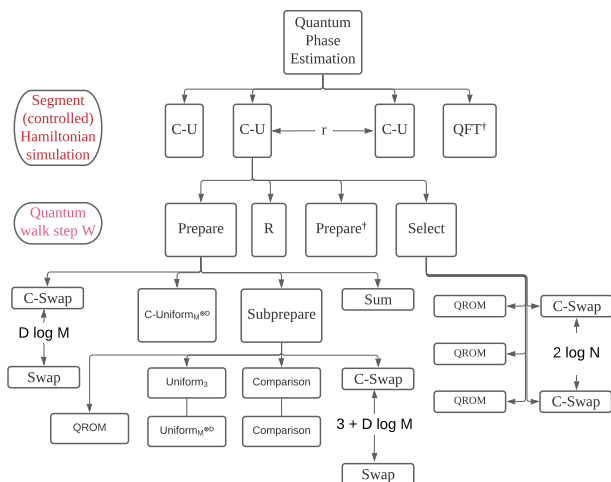 Quantum
Phase
Estimation
Segment
(controlled)
Hamiltonian
simulation
C-U
C-U
r
C-U
QFT†
Quantum
walk step W
Prepare
R
Prepare†
Select
C-Swap
D log M
Swap
C-Uniform_M⊗D
Subprepare
Sum
QROM
C-Swap
QROM
2 log N
QROM
C-Swap
QROM
Uniform₃
Comparison
C-Swap
Uniform_M⊗D
Comparison
3 + D log M
Swap